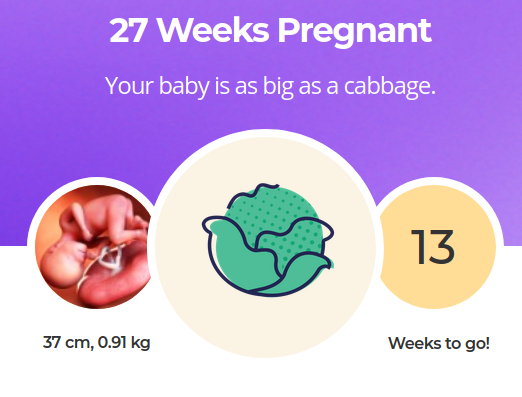 27 Weeks Pregnant
Your baby is as big as a cabbage.
13
37 cm, 0.91 kg
Weeks to go!